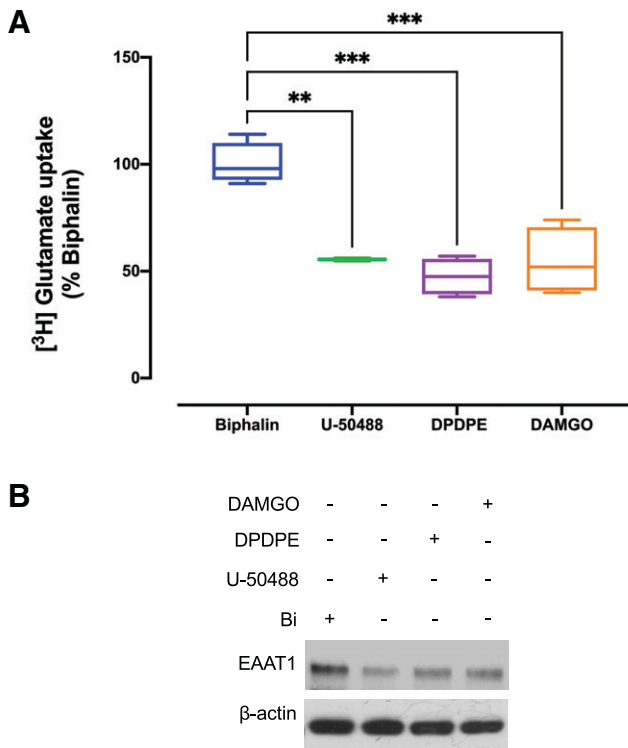 A
***
***
**
150
100
50
0
[³H] Glutamate uptake
(% Biphalin)
Biphalin U-50488 DPDPE DAMGO
B
DAMGO - - - +
DPDPE - - + -
U-50488 - + - -
Bi + - - -
EAAT1
β-actin